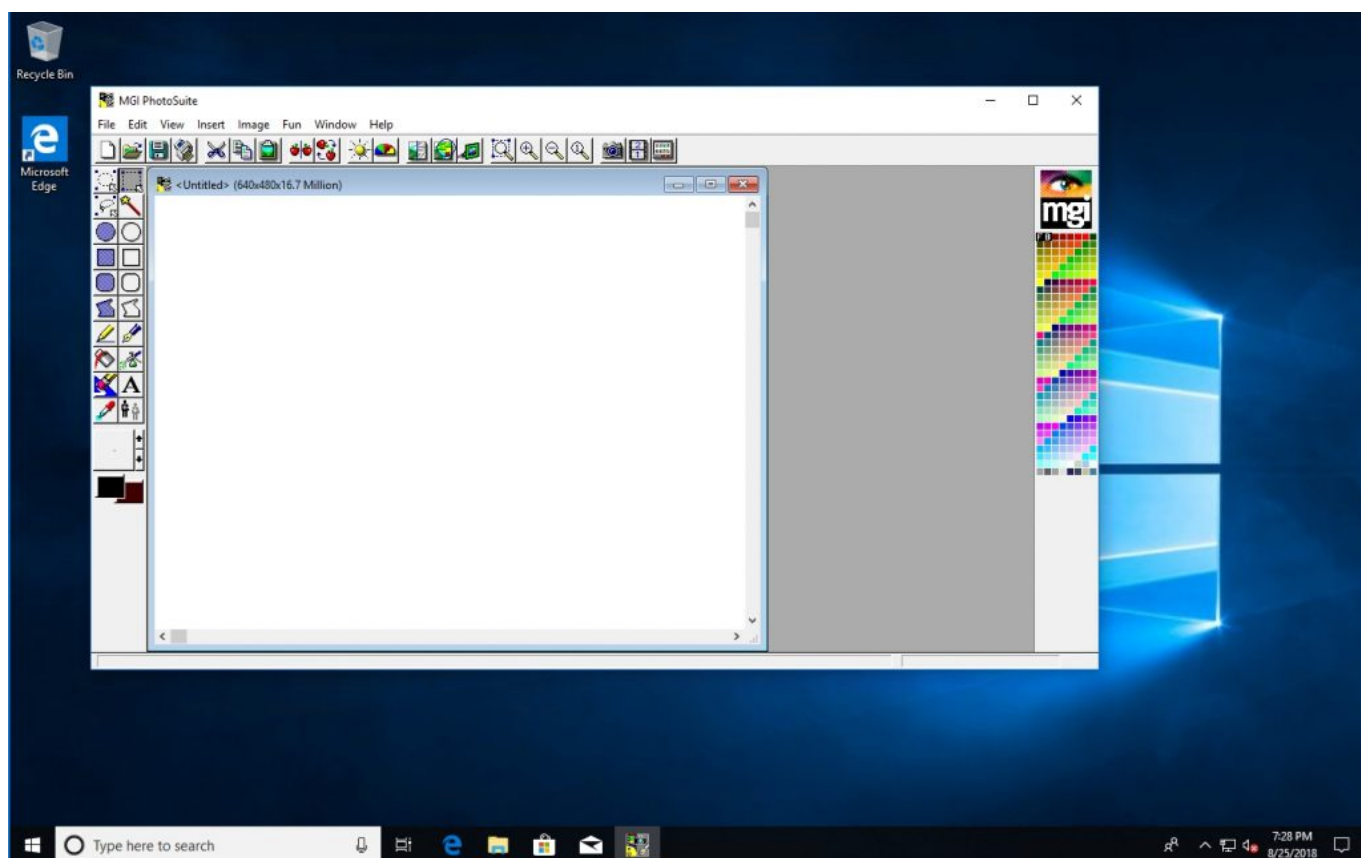 Recycle Bin
Microsoft
Edge
MGI PhotoSuite
File Edit View Insert Image Fun Window Help
<Untitled> (640x480x16.7 Million)
A
mgi
Type here to search
7:28 PM
8/25/2018